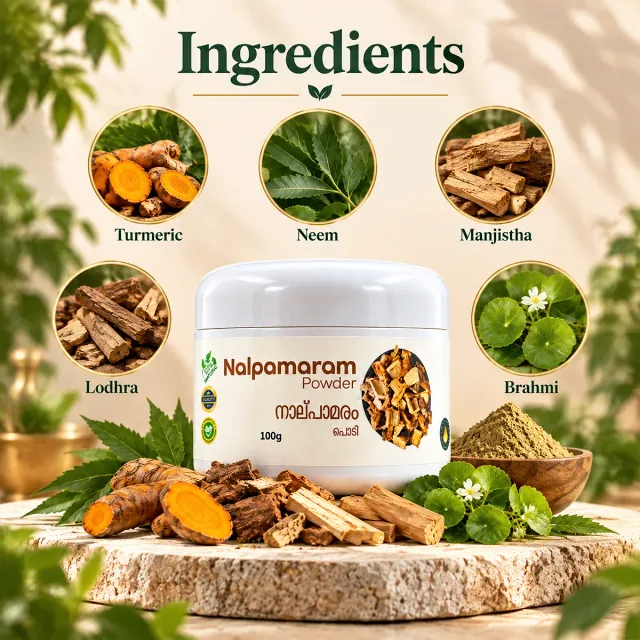 Ingredients
Turmeric
Neem
Manjistha
Lodhra
Brahmi
Nalpamaram
Powder
നാല്പാമരം
പൊടി
100g